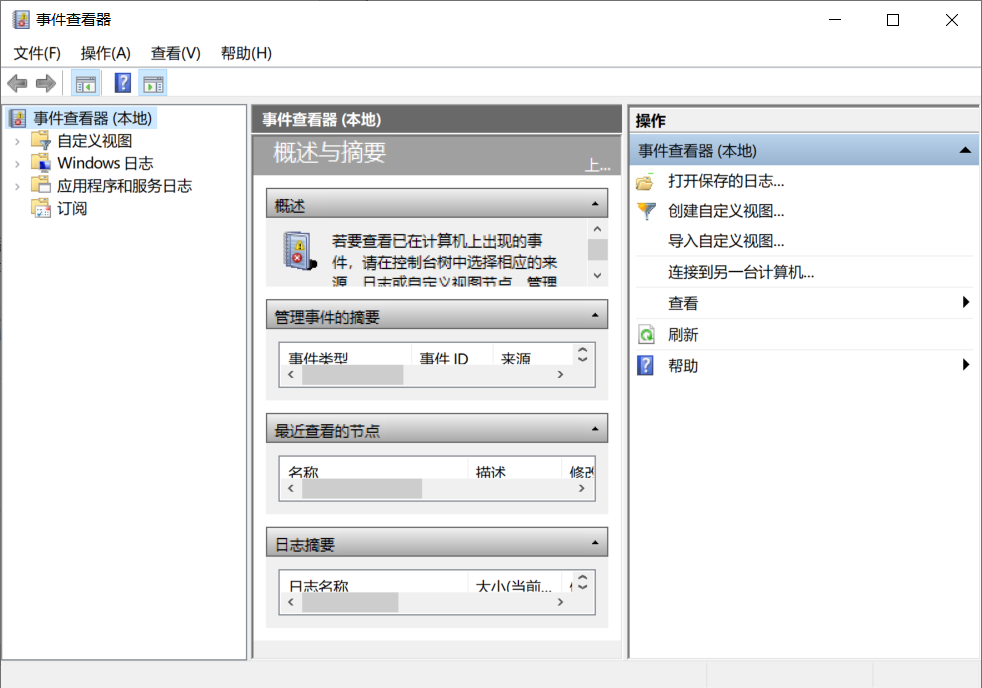 事件查看器
文件(F) 操作(A) 查看(V) 帮助(H)
事件查看器 (本地)
自定义视图
Windows 日志
应用程序和服务日志
订阅
事件查看器 (本地)
概述与摘要
上...
概述
若要查看已在计算机上出现的事
件，请在控制台树中选择相应的来
源、日志或自定义视图节点。管理
管理事件的摘要
事件类型 事件 ID 来源
最近查看的节点
名称 描述 修改
日志摘要
日志名称 大小(当前...
操作
事件查看器 (本地)
打开保存的日志...
创建自定义视图...
导入自定义视图...
连接到另一台计算机...
查看
刷新
帮助